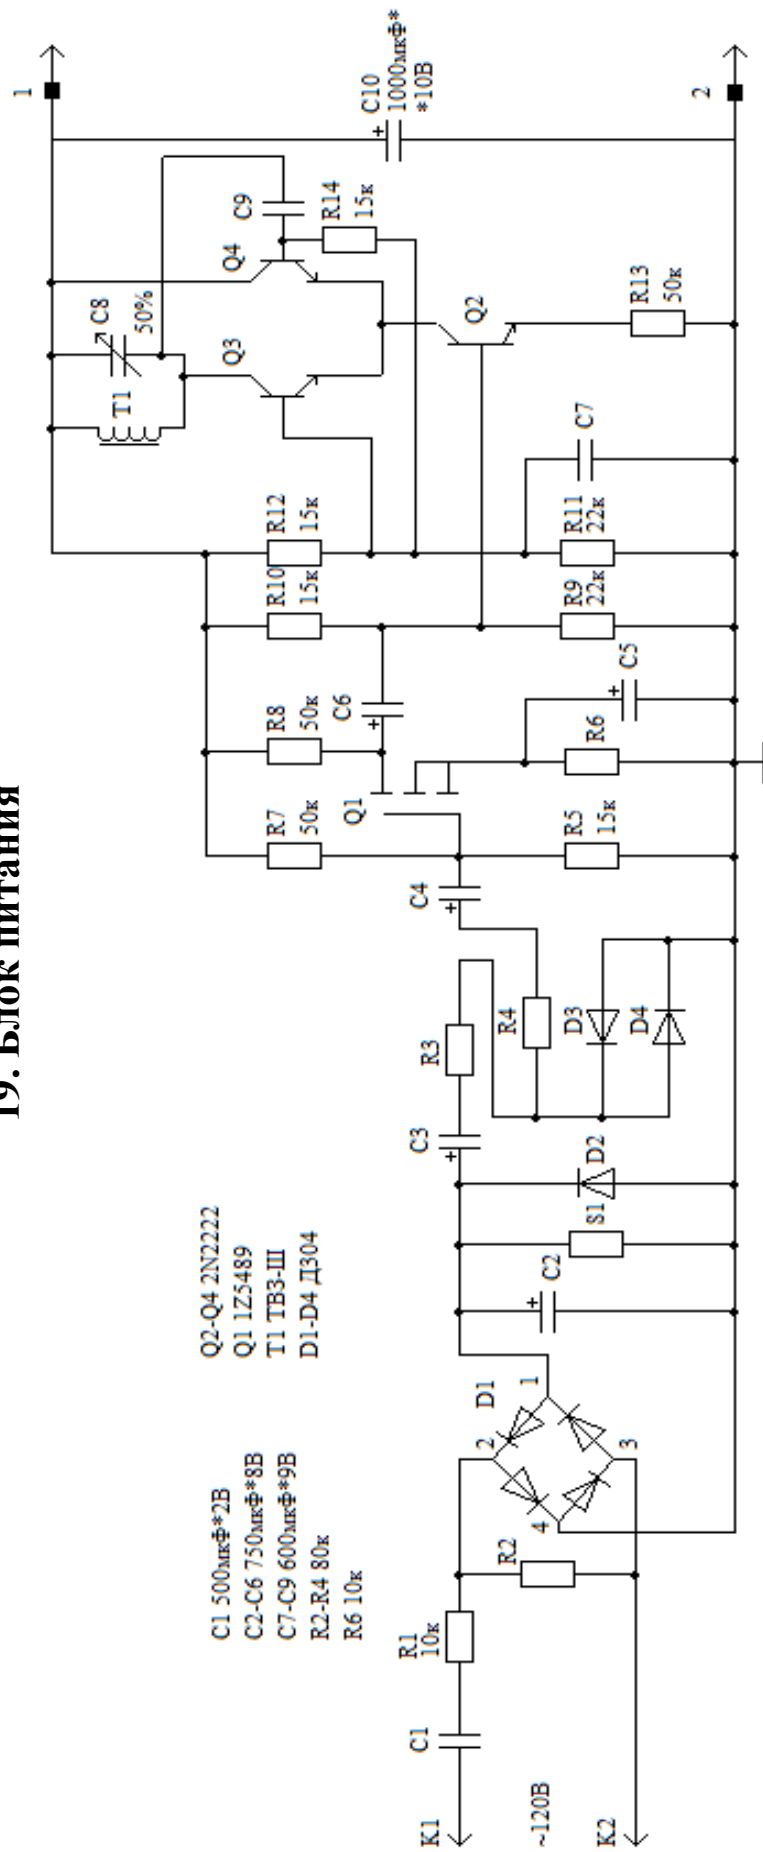 19. Блок питания
C1 500мкФ*2В
C2-C6 750мкФ*8В
C7-C9 600мкФ*9В
R2-R4 80к
R6 10к
Q2-Q4 2N2222
Q1 1Z5489
T1 ТВЗ-Ш
D1-D4 Д304
K1
~120В
K2
C1
R1
10к
R2
D1
1
2
3
4
C2
S1
D2
C3
R3
R4
D3
D4
C4
R7
50к
R5
15к
Q1
R8
50к
R6
C6
C5
R10
15к
R9
22к
R12
15к
R11
22к
C7
T1
C8
50%
Q3
Q4
Q2
C9
R14
15к
R13
50к
C10
1000мкФ*
*10В
1
2